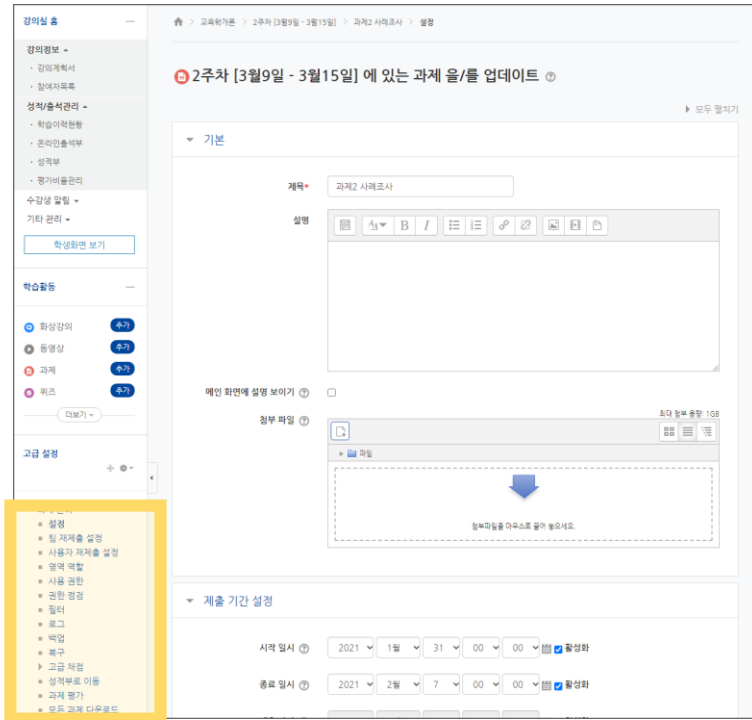 강의실 홈
강의정보
강의계획서
참여자목록
성적/출석관리
학습이력현황
온라인출석부
성적부
평가비율관리
수강생 알림
기타 관리
학생화면 보기
학습활동
화상강의 추가
동영상 추가
과제 추가
퀴즈 추가
더보기
고급 설정
설정
팀 재제출 설정
사용자 재제출 설정
영역 역할
사용 권한
권한 점검
필터
로그
백업
복구
고급 채점
성적부로 이동
과제 평가
모든 과제 다운로드
교육학개론 > 2주차 [3월9일 - 3월15일] > 과제2 사례조사 > 설정
2주차 [3월9일 - 3월15일] 에 있는 과제 을/를 업데이트
모두 펼치기
기본
제목* 과제2 사례조사
설명
B I
메인 화면에 설명 보이기
첨부 파일
최대 첨부 용량: 1GB
파일
첨부파일을 마우스로 끌어 놓으세요.
제출 기간 설정
시작 일시 2021 1월 31 00 00 활성화
종료 일시 2021 2월 7 00 00 활성화